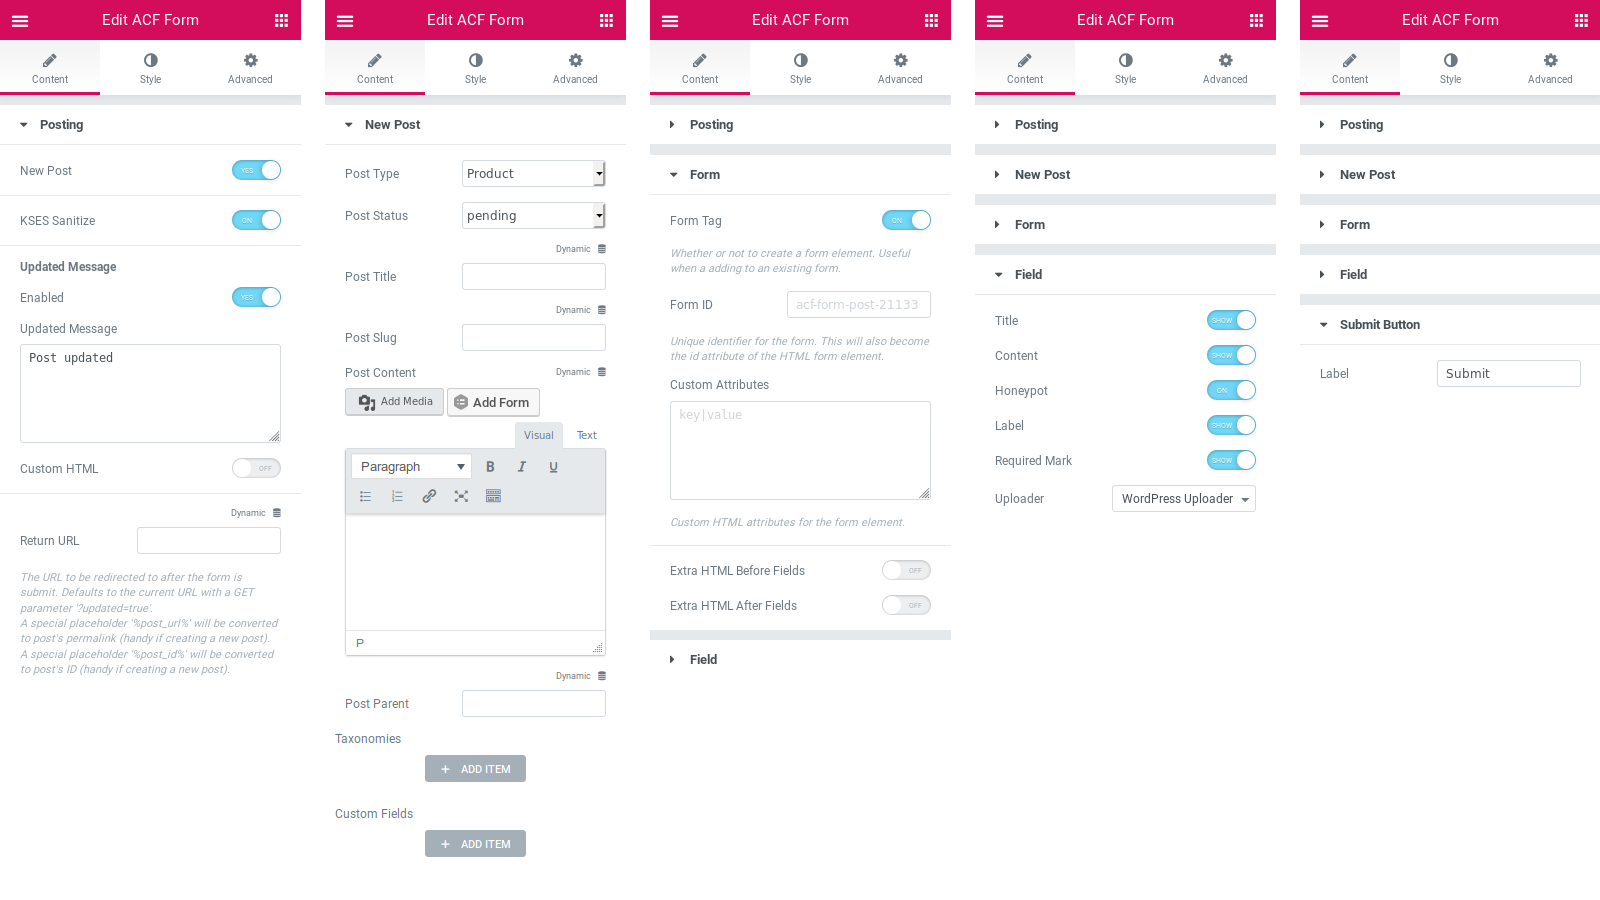 Edit ACF Form
Content
Style
Advanced
Posting
New Post
YES
KSES Sanitize
ON
Updated Message
Enabled
YES
Updated Message
Post updated
Custom HTML
OFF
Dynamic
Return URL
The URL to be redirected to after the form is
submit. Defaults to the current URL with a GET
parameter '?updated=true'.
A special placeholder '%post_url%' will be converted
to post's permalink (handy if creating a new post).
A special placeholder '%post_id%' will be converted
to post's ID (handy if creating a new post).
Edit ACF Form
Content
Style
Advanced
New Post
Post Type
Product
Post Status
pending
Dynamic
Post Title
Dynamic
Post Slug
Post Content
Dynamic
Add Media
Add Form
Visual
Text
Paragraph
B
I
U
P
Dynamic
Post Parent
Taxonomies
+ ADD ITEM
Custom Fields
+ ADD ITEM
Edit ACF Form
Content
Style
Advanced
Posting
Form
Form Tag
ON
Whether or not to create a form element. Useful
when a adding to an existing form.
Form ID
acf-form-post-21133
Unique identifier for the form. This will also become
the id attribute of the HTML form element.
Custom Attributes
key|value
Custom HTML attributes for the form element.
Extra HTML Before Fields
OFF
Extra HTML After Fields
OFF
Field
Edit ACF Form
Content
Style
Advanced
Posting
New Post
Form
Field
Title
SHOW
Content
SHOW
Honeypot
ON
Label
SHOW
Required Mark
SHOW
Uploader
WordPress Uploader
Edit ACF Form
Content
Style
Advanced
Posting
New Post
Form
Field
Submit Button
Label
Submit